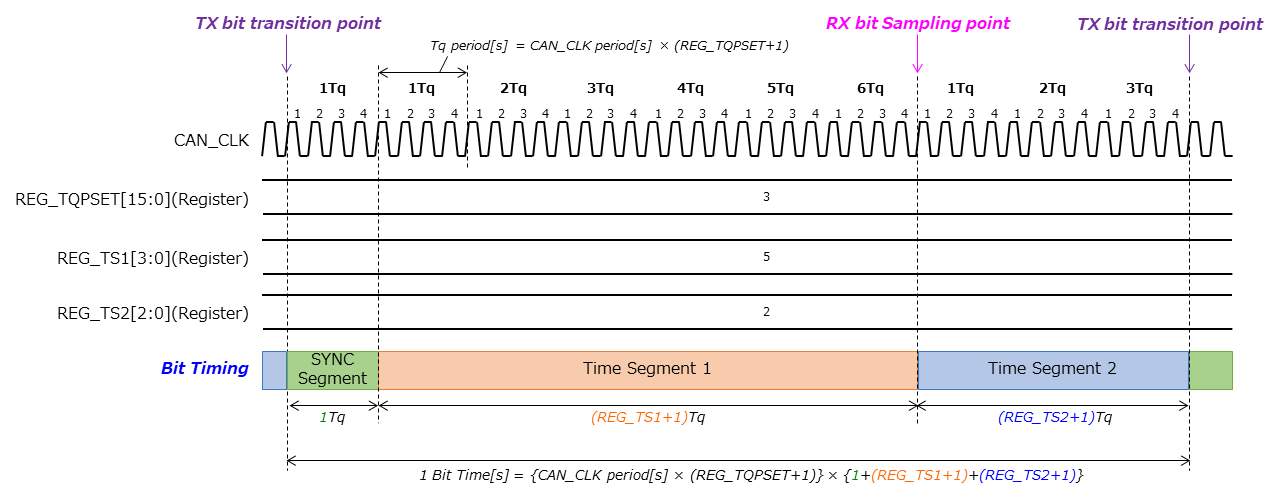 TX bit transition point
RX bit Sampling point
TX bit transition point
Tq period[s] = CAN_CLK period[s] × (REG_TQPSET+1)
1Tq 1Tq 2Tq 3Tq 4Tq 5Tq 6Tq 1Tq 2Tq 3Tq
1 2 3 4 1 2 3 4 1 2 3 4 1 2 3 4 1 2 3 4 1 2 3 4 1 2 3 4 1 2 3 4 1 2 3 4 1 2 3 4
CAN_CLK
REG_TQPSET[15:0](Register) 3
REG_TS1[3:0](Register) 5
REG_TS2[2:0](Register) 2
Bit Timing
SYNC
Segment
Time Segment 1
Time Segment 2
1Tq
(REG_TS1+1)Tq
(REG_TS2+1)Tq
1 Bit Time[s] = {CAN_CLK period[s] × (REG_TQPSET+1)} × {1+(REG_TS1+1)+(REG_TS2+1)}